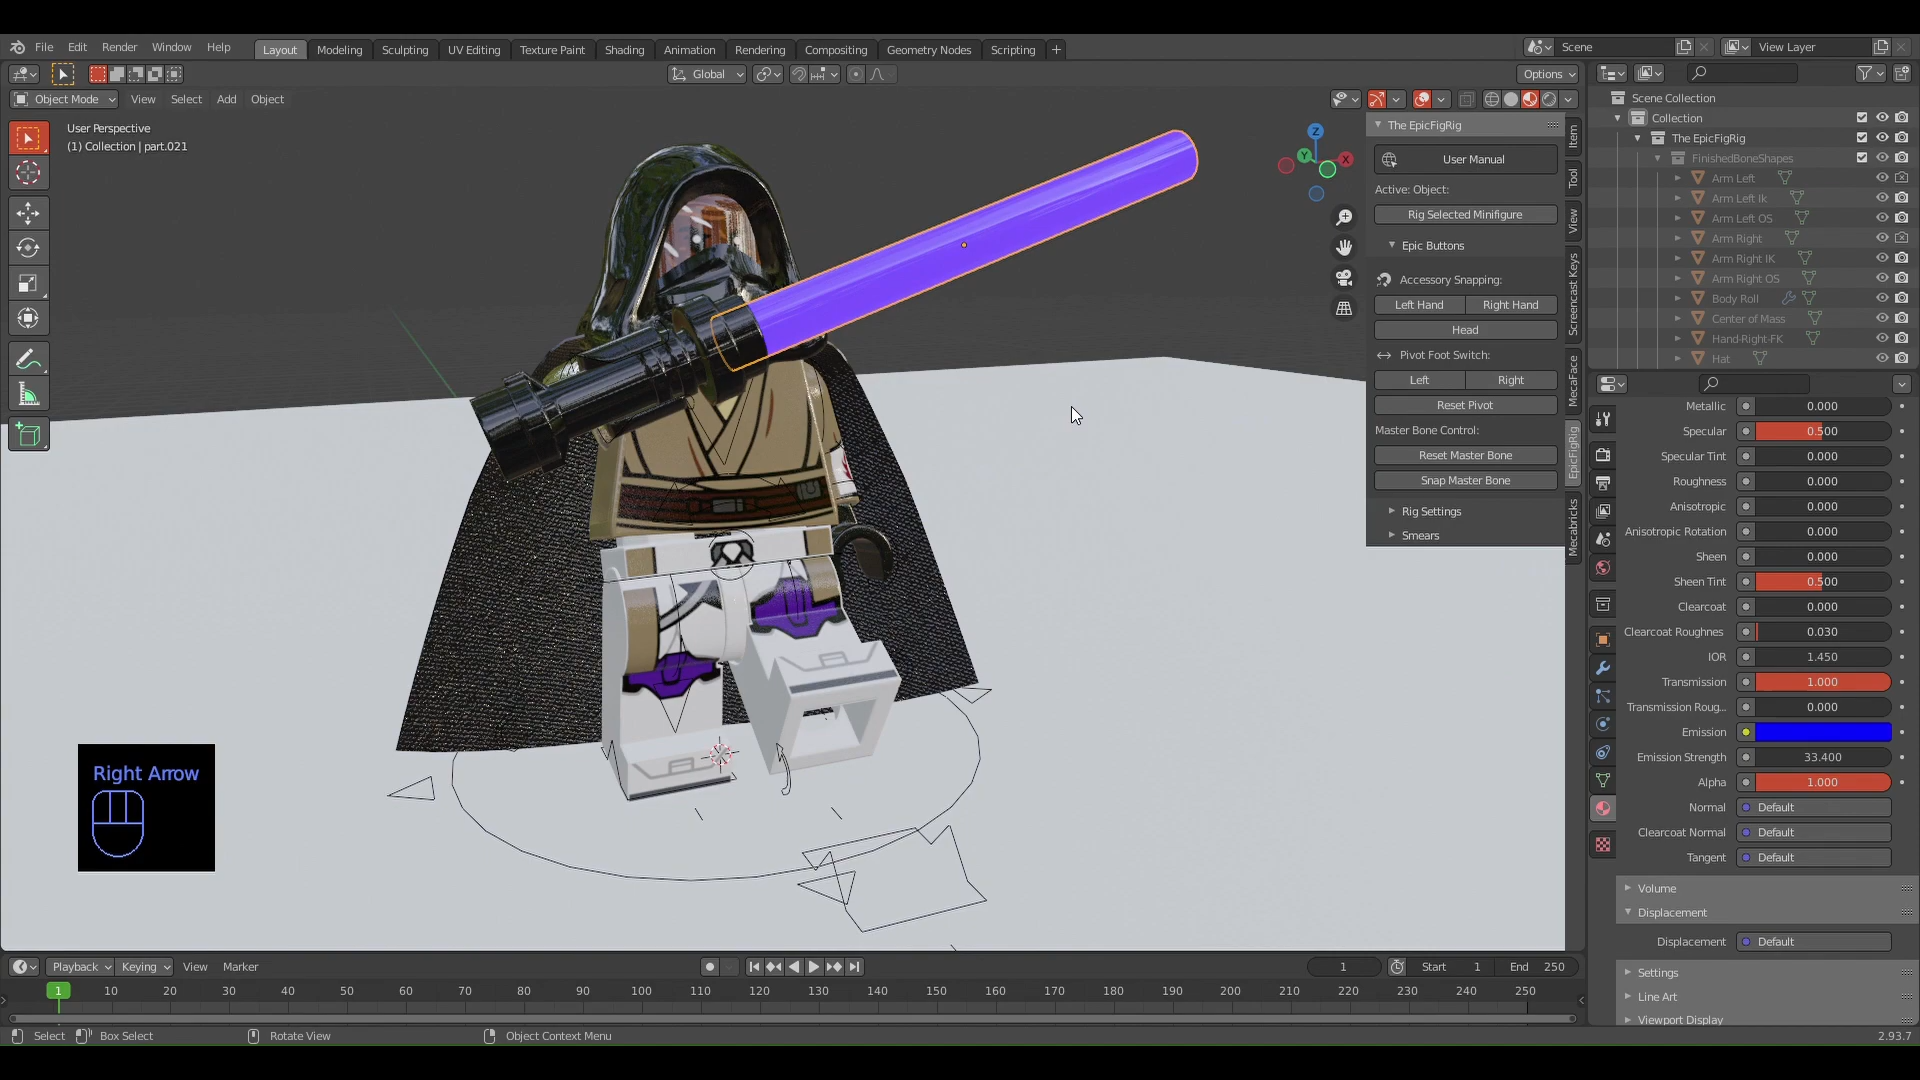 File Edit Render Window Help Layout Modeling Sculpting UV Editing Texture Paint Shading Animation Rendering Compositing Geometry Nodes Scripting Scene View Layer
Global Options
Object Mode View Select Add Object
User Perspective
(1) Collection | part.021
Z
Y
X
The EpicFigRig
User Manual
Active: Object:
Rig Selected Minifigure
Epic Buttons
Accessory Snapping:
Left Hand Right Hand
Head
Pivot Foot Switch:
Left Right
Reset Pivot
Master Bone Control:
Reset Master Bone
Snap Master Bone
Rig Settings
Smears
Item
Tool
View
Screencast Keys
MecaFace
EpicFigRig
Mecabricks
Scene Collection
Collection
The EpicFigRig
FinishedBoneShapes
Arm Left
Arm Left Ik
Arm Left OS
Arm Right
Arm Right IK
Arm Right OS
Body Roll
Center of Mass
Hand-Right-FK
Hat
Metallic 0.000
Specular 0.500
Specular Tint 0.000
Roughness 0.000
Anisotropic 0.000
Anisotropic Rotation 0.000
Sheen 0.000
Sheen Tint 0.500
Clearcoat 0.000
Clearcoat Roughnes 0.030
IOR 1.450
Transmission 1.000
Transmission Roug... 0.000
Emission
Emission Strength 33.400
Alpha 1.000
Normal Default
Clearcoat Normal Default
Tangent Default
Volume
Displacement
Displacement Default
Settings
Line Art
Viewport Display
Right Arrow
Playback Keying View Marker 1 Start 1 End 250
1 10 20 30 40 50 60 70 80 90 100 110 120 130 140 150 160 170 180 190 200 210 220 230 240 250
Select Box Select Rotate View Object Context Menu 2.93.7